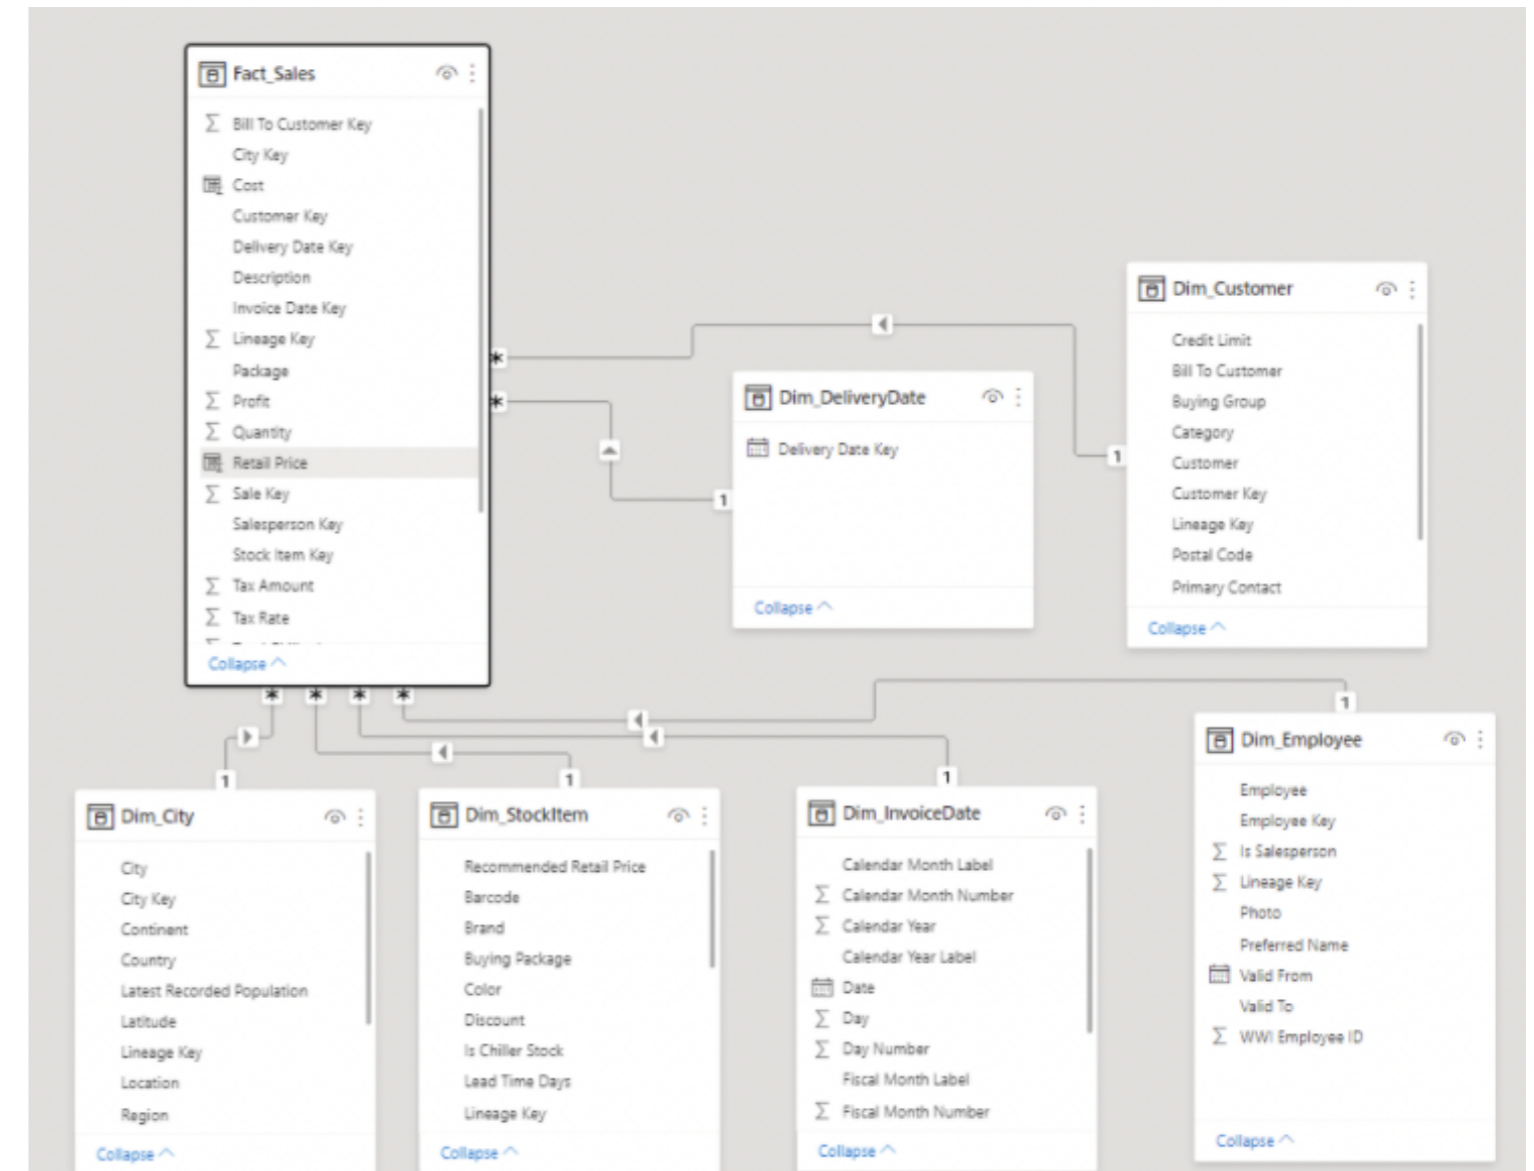 Fact_Sales
Bill To Customer Key
City Key
Cost
Customer Key
Delivery Date Key
Description
Invoice Date Key
Lineage Key
Package
Profit
Quantity
Retail Price
Sale Key
Salesperson Key
Stock Item Key
Tax Amount
Tax Rate
Collapse
*
*
1
1
Dim_DeliveryDate
Delivery Date Key
Collapse
Dim_Customer
Credit Limit
Bill To Customer
Buying Group
Category
Customer
Customer Key
Lineage Key
Postal Code
Primary Contact
Collapse
* * * *
1 1 1 1
Dim_City
City
City Key
Continent
Country
Latest Recorded Population
Latitude
Lineage Key
Location
Region
Collapse
Dim_StockItem
Recommended Retail Price
Barcode
Brand
Buying Package
Color
Discount
Is Chiller Stock
Lead Time Days
Lineage Key
Collapse
Dim_InvoiceDate
Calendar Month Label
Calendar Month Number
Calendar Year
Calendar Year Label
Date
Day
Day Number
Fiscal Month Label
Fiscal Month Number
Collapse
Dim_Employee
Employee
Employee Key
Is Salesperson
Lineage Key
Photo
Preferred Name
Valid From
Valid To
WWI Employee ID
Collapse